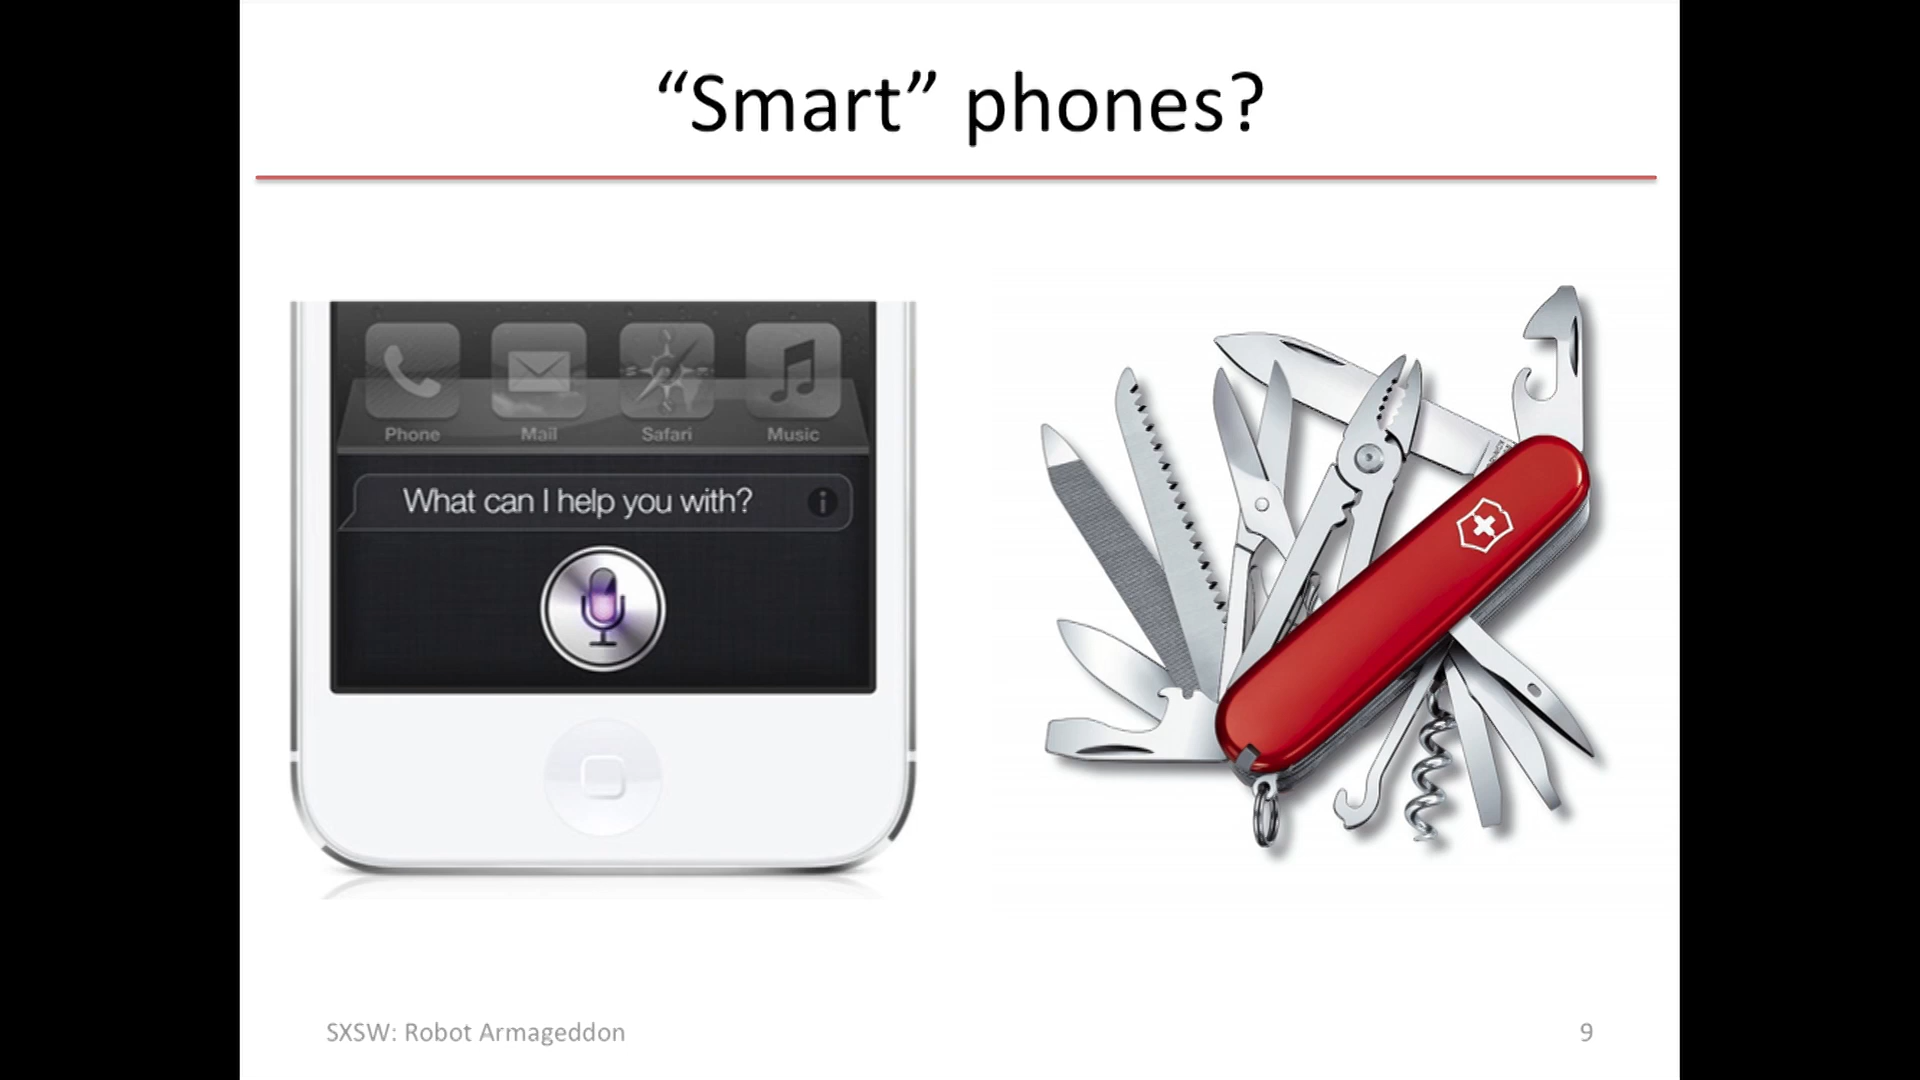 “Smart” phones?
Phone Mail Safari Music
What can I help you with?
SXSW: Robot Armageddon
9